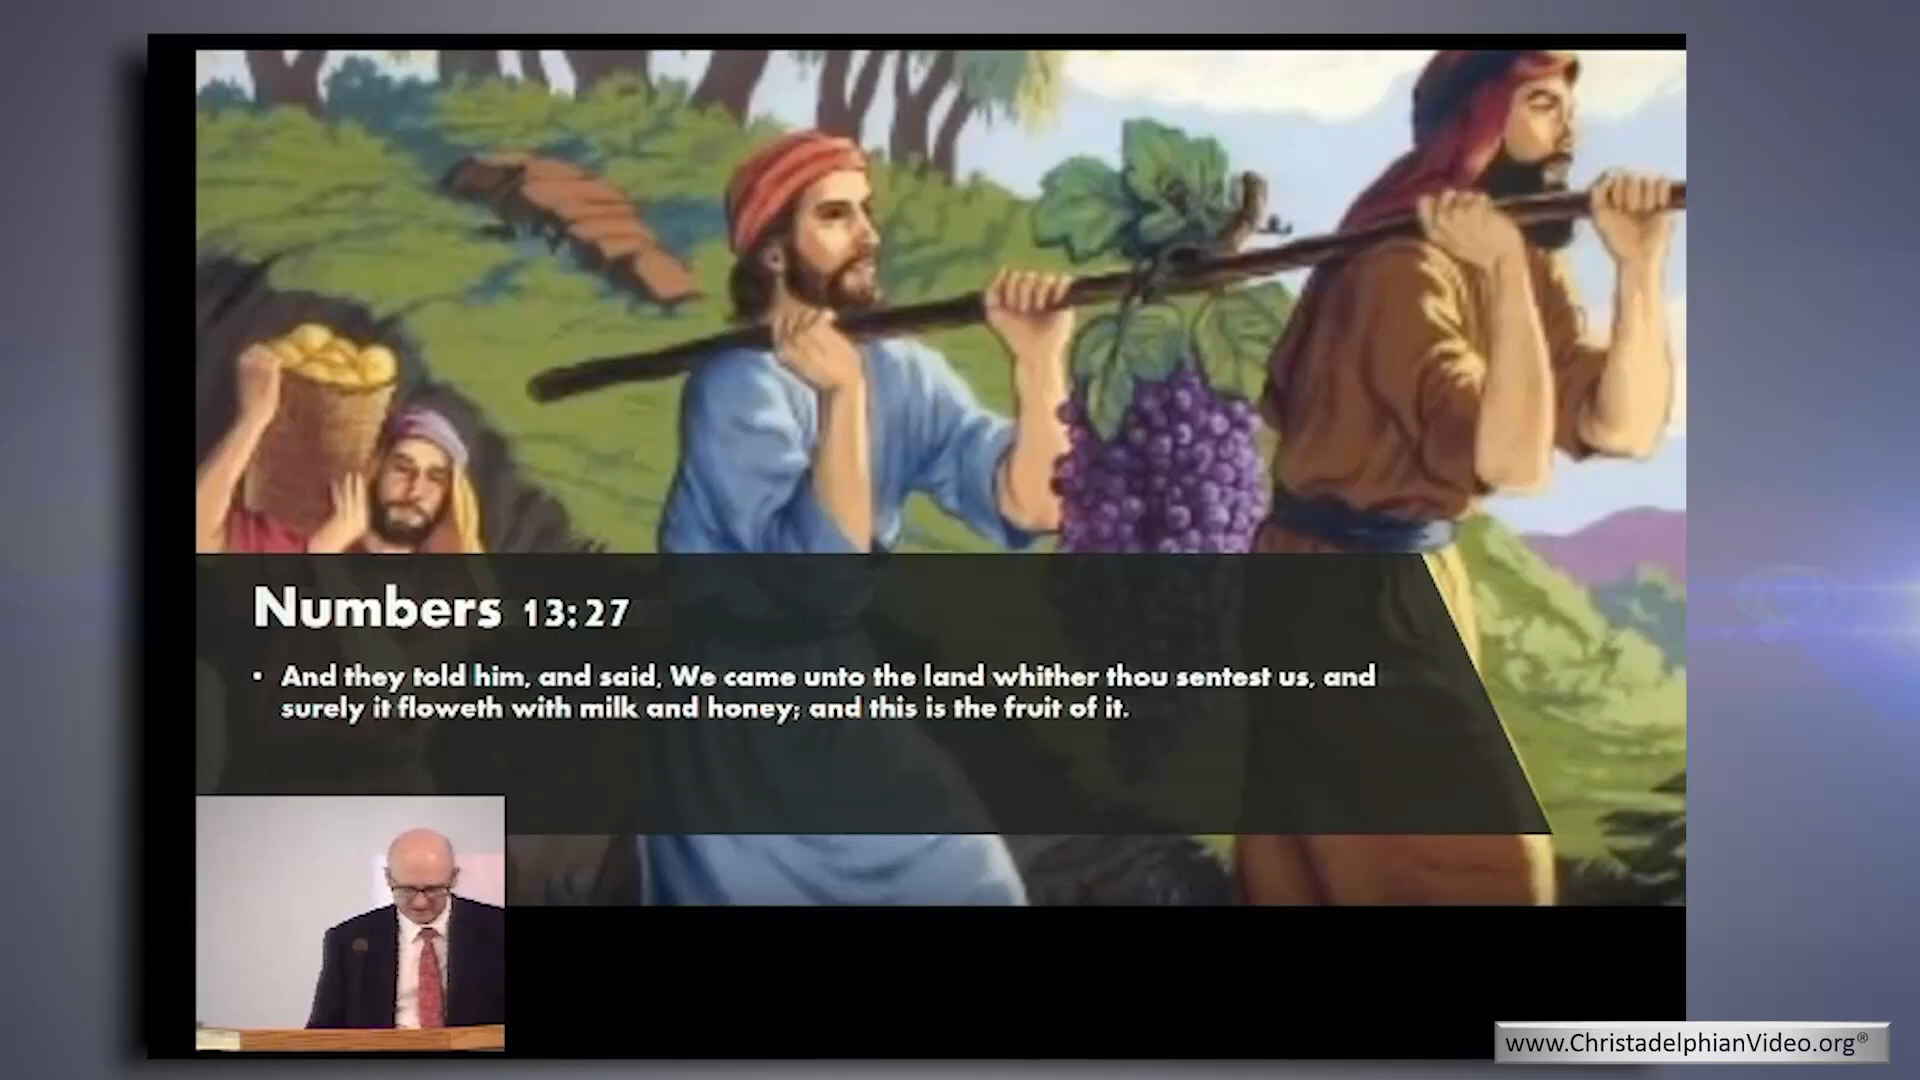 Numbers 13:27
• And they told him, and said, We came unto the land whither thou sentest us, and
surely it floweth with milk and honey; and this is the fruit of it.
www.ChristadelphianVideo.org®